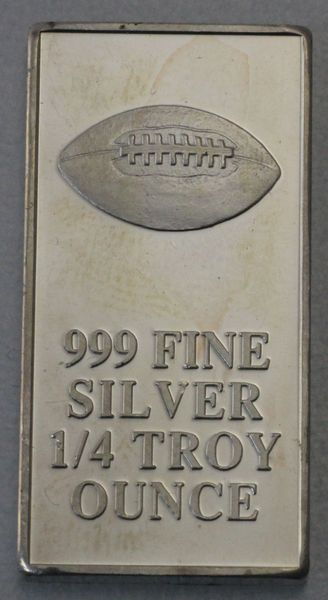 999 FINE
SILVER
1/4 TROY
OUNCE